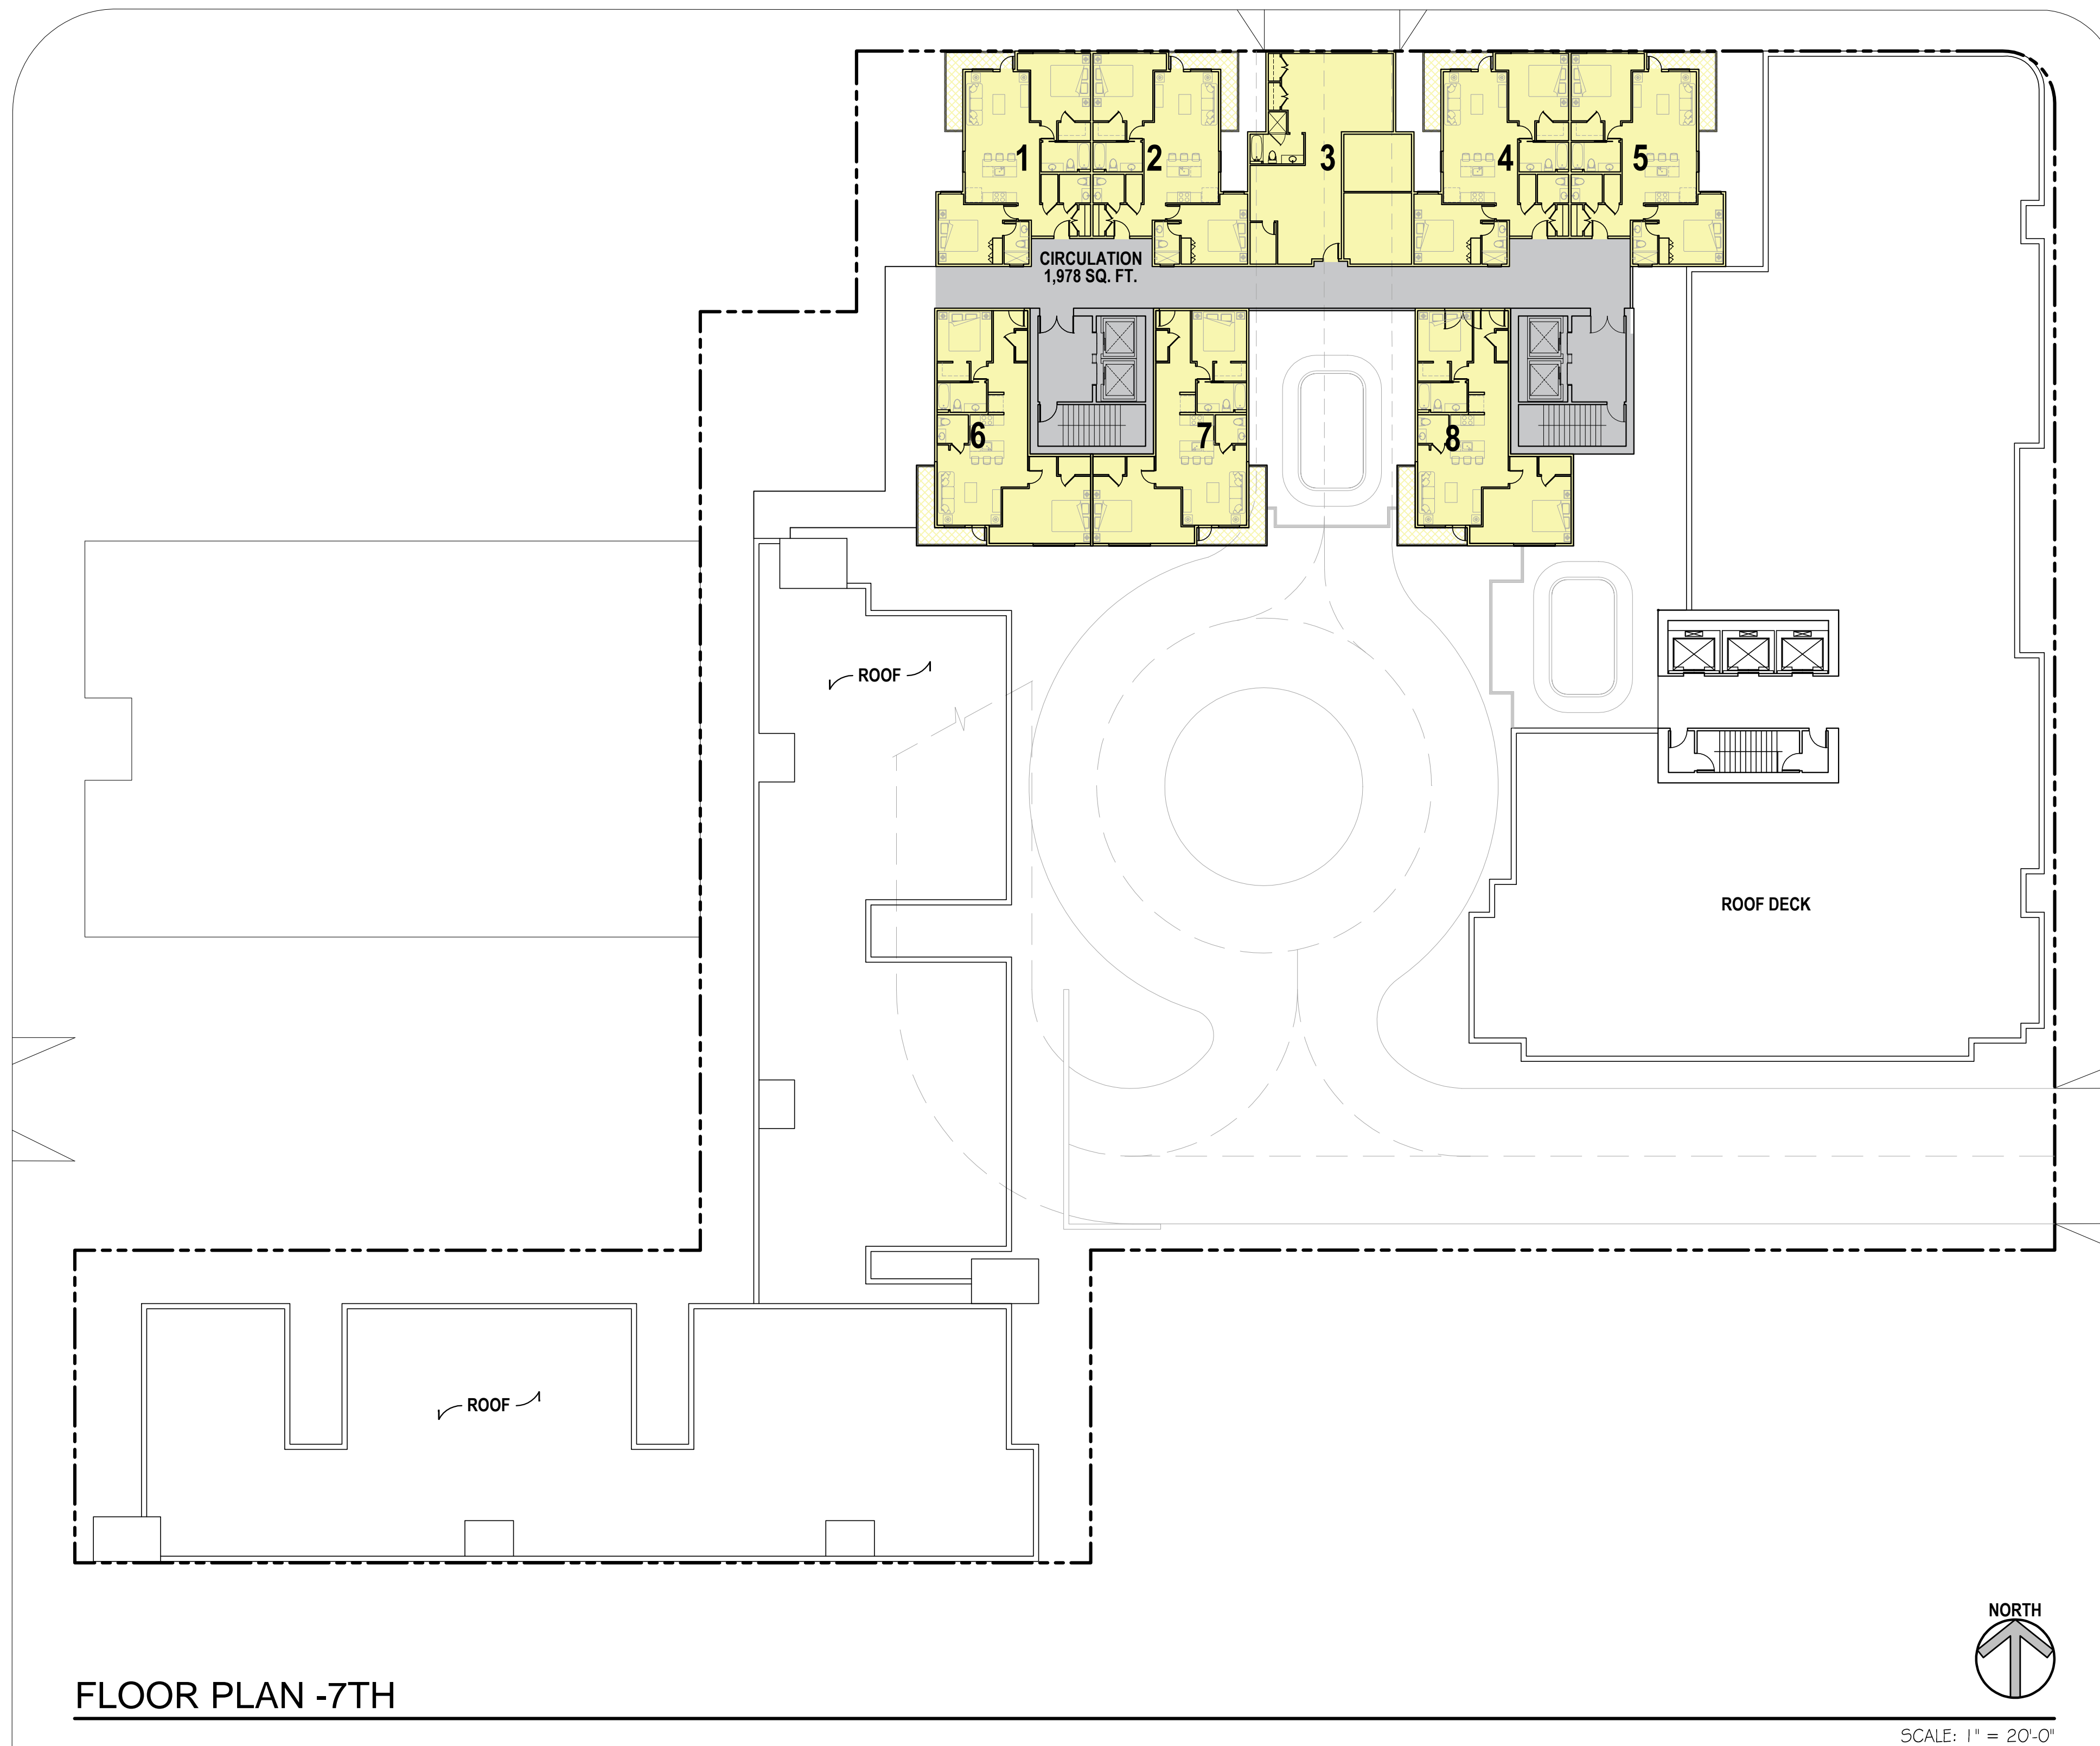 1
2
3
4
5
CIRCULATION
1,978 SQ. FT.
6
7
8
ROOF
ROOF DECK
ROOF
NORTH
FLOOR PLAN -7TH
SCALE: 1" = 20'-0"